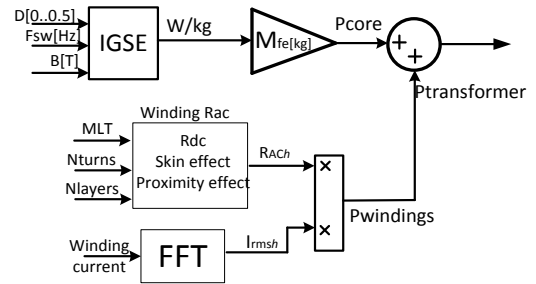 D[0..0.5]
Fsw[Hz]
B[T]
IGSE
W/kg
Mfe[kg]
Pcore
+
+
Ptransformer
Winding Rac
MLT
Nturns
Nlayers
Rdc
Skin effect
Proximity effect
RACh
×
×
Pwindings
Winding
current
FFT
Irmsh